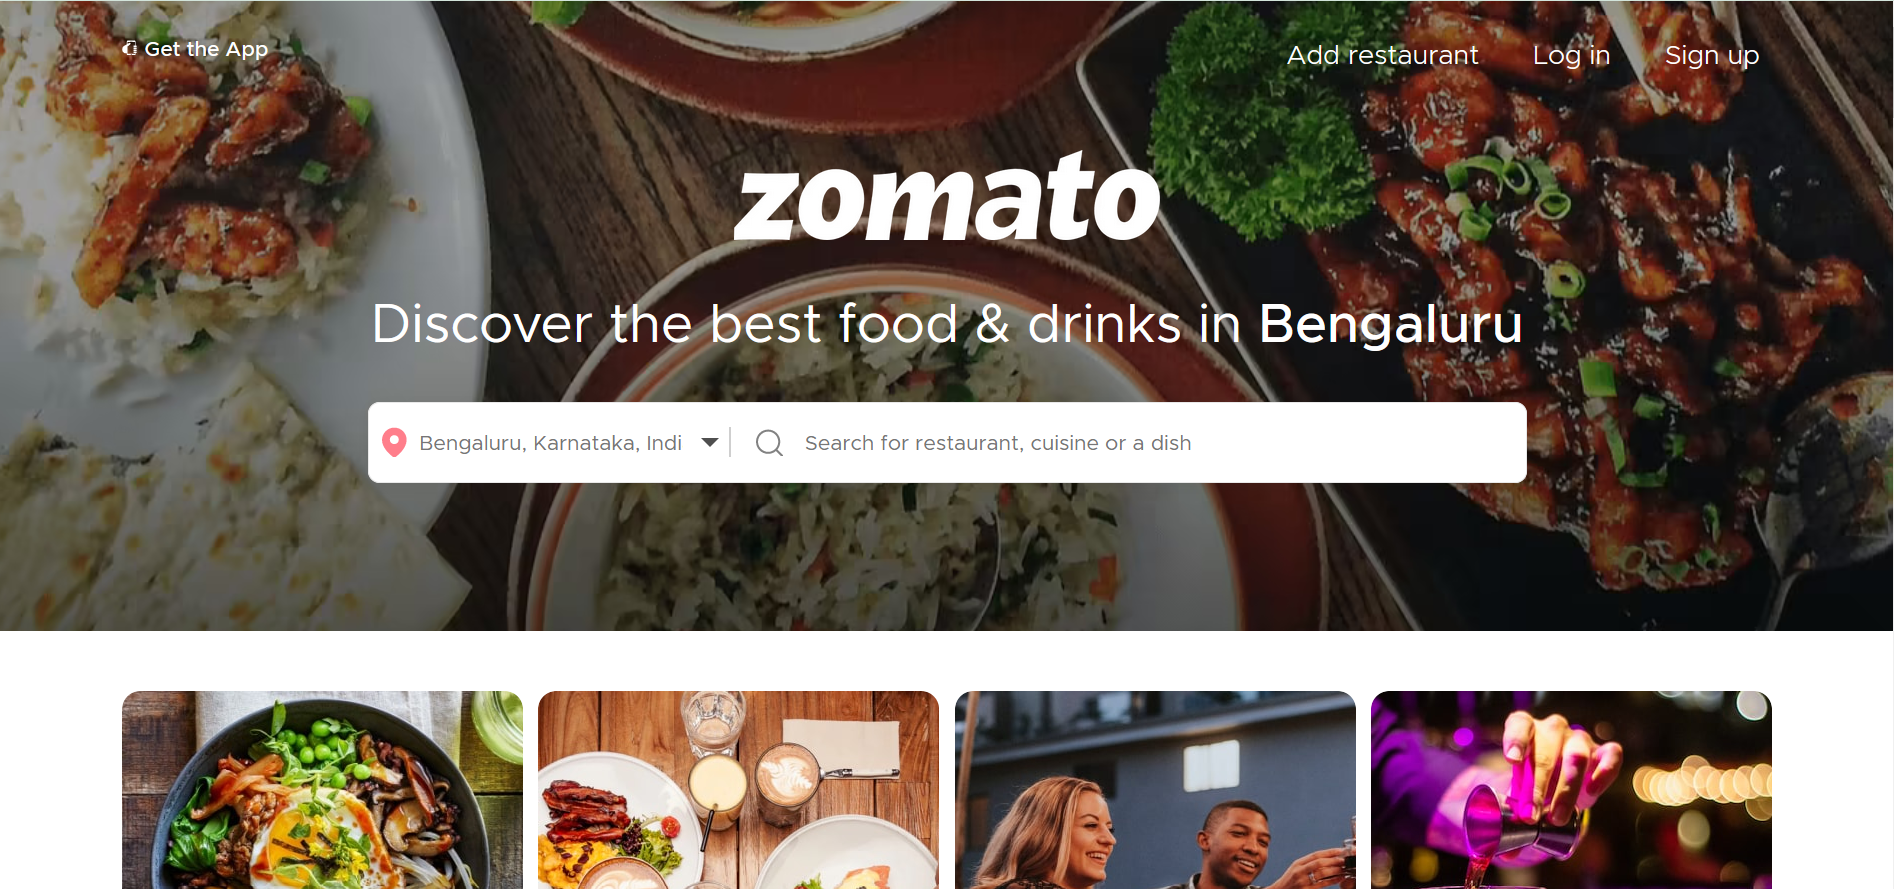 Get the App
Add restaurant
Log in
Sign up
zomato
Discover the best food & drinks in Bengaluru
Bengaluru, Karnataka, Indi
Search for restaurant, cuisine or a dish